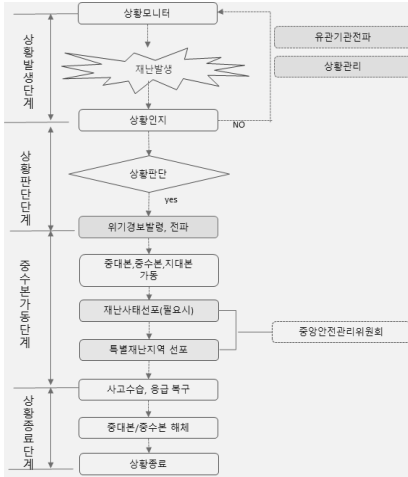 상황모니터
유관기관전파
상황관리
재난발생
상황인지
NO
상황판단
yes
위기경보발령, 전파
중대본,중수본,지대본
가동
재난사태선포(필요시)
중앙안전관리위원회
특별재난지역 선포
사고수습, 응급 복구
중대본/중수본 해체
상황종료
상황발생단계
상황판단단계
중수본가동단계
상황종료단계